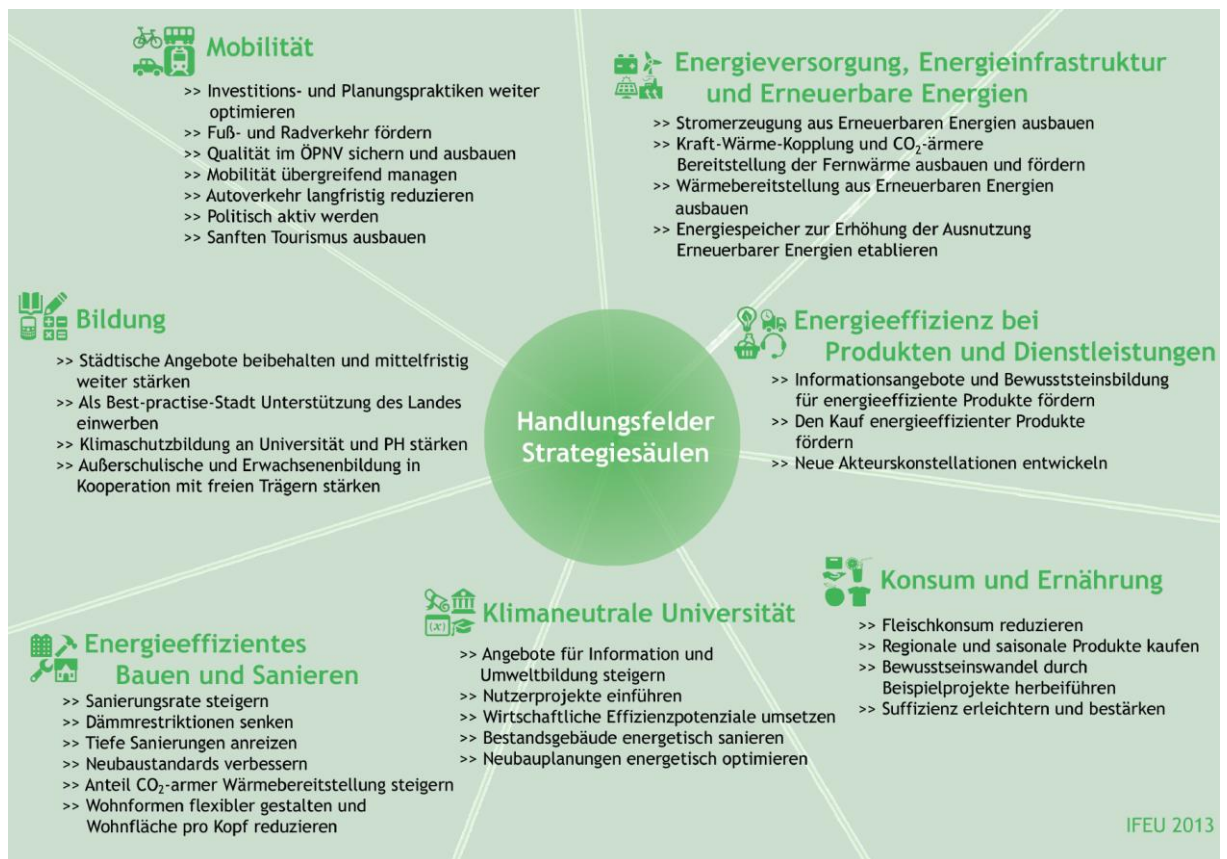 Mobilität
>> Investitions- und Planungspraktiken weiter
optimieren
>> Fuß- und Radverkehr fördern
>> Qualität im ÖPNV sichern und ausbauen
>> Mobilität übergreifend managen
>> Autoverkehr langfristig reduzieren
>> Politisch aktiv werden
>> Sanften Tourismus ausbauen
Energieversorgung, Energieinfrastruktur
und Erneuerbare Energien
>> Stromerzeugung aus Erneuerbaren Energien ausbauen
>> Kraft-Wärme-Kopplung und CO₂-ärmere
Bereitstellung der Fernwärme ausbauen und fördern
>> Wärmebereitstellung aus Erneuerbaren Energien
ausbauen
>> Energiespeicher zur Erhöhung der Ausnutzung
Erneuerbarer Energien etablieren
Bildung
>> Städtische Angebote beibehalten und mittelfristig
weiter stärken
>> Als Best-practise-Stadt Unterstützung des Landes
einwerben
>> Klimaschutzbildung an Universität und PH stärken
>> Außerschulische und Erwachsenenbildung in
Kooperation mit freien Trägern stärken
Handlungsfelder
Strategiesäulen
Energieeffizienz bei
Produkten und Dienstleistungen
>> Informationsangebote und Bewusststeinsbildung
für energieeffiziente Produkte fördern
>> Den Kauf energieeffizienter Produkte
fördern
>> Neue Akteurskonstellationen entwickeln
Energieeffizientes
Bauen und Sanieren
>> Sanierungsrate steigern
>> Dämmrestriktionen senken
>> Tiefe Sanierungen anreizen
>> Neubaustandards verbessern
>> Anteil CO₂-armer Wärmebereitstellung steigern
>> Wohnformen flexibler gestalten und
Wohnfläche pro Kopf reduzieren
(x)
Klimaneutrale Universität
>> Angebote für Information und
Umweltbildung steigern
>> Nutzerprojekte einführen
>> Wirtschaftliche Effizienzpotenziale umsetzen
>> Bestandsgebäude energetisch sanieren
>> Neubauplanungen energetisch optimieren
Konsum und Ernährung
>> Fleischkonsum reduzieren
>> Regionale und saisonale Produkte kaufen
>> Bewusstseinswandel durch
Beispielprojekte herbeiführen
>> Suffizienz erleichtern und bestärken
IFEU 2013